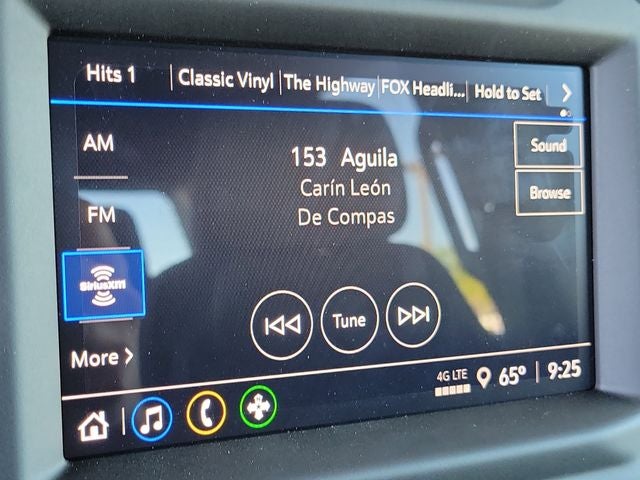 Hits 1 Classic Vinyl The Highway FOX Headli... Hold to Set
AM
153 Aguila
Sound
Carín León
Browse
FM
De Compas
SiriusXM
Tune
More
4G LTE 65° 9:25